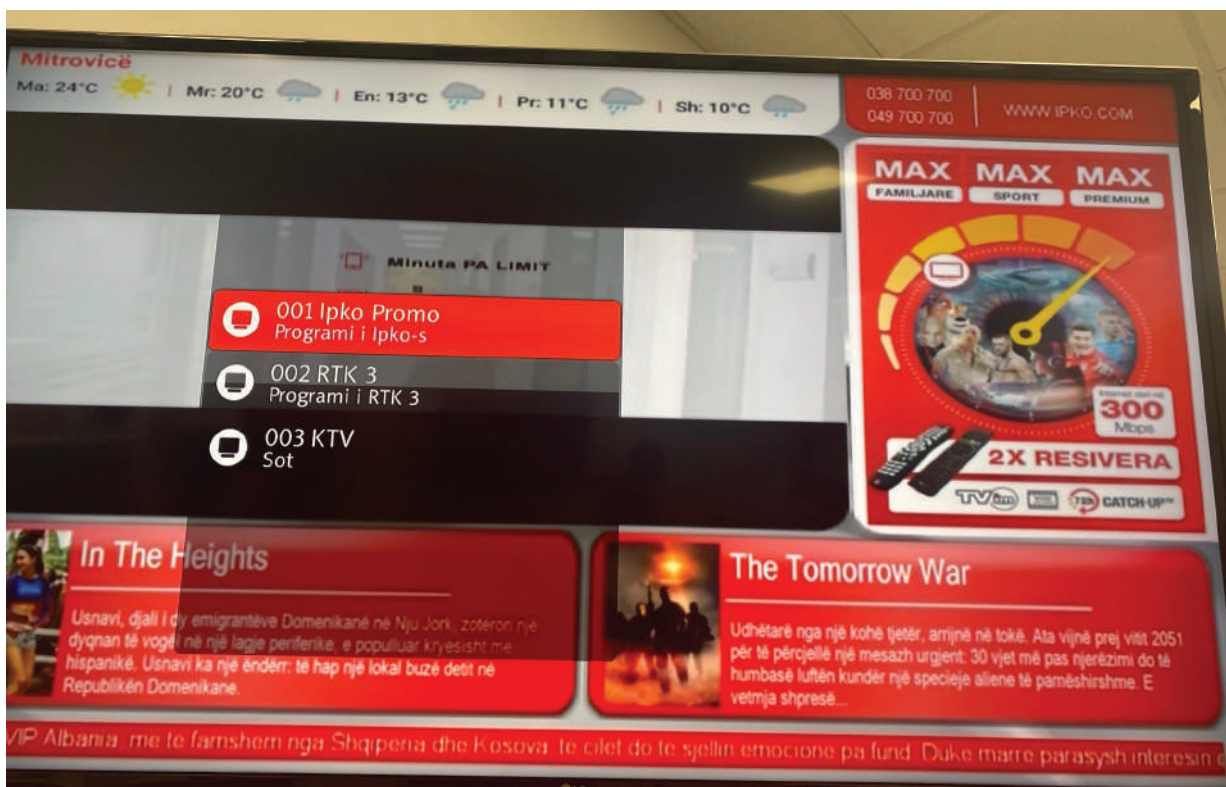 Mitrovicë
Ma: 24°C | Mr: 20°C | En: 13°C | Pr: 11°C | Sh: 10°C
038 700 700
049 700 700
WWW.IPKO.COM
MAX MAX MAX
FAMILJARE SPORT PREMIUM
Minuta PA LIMIT
001 Ipko Promo
Programi i Ipko-s
002 RTK 3
Programi i RTK 3
003 KTV
Sot
300
Mbps
2X RESIVERA
TVim 72h CATCH-UP™
In The Heights
Usnavi, djali i dy emigrantëve Domenikanë në Nju Jork, zotëron një
dyqnan të vogël në një lagje periferike, e populluar kryesisht me
hispanikë. Usnavi ka një ëndërr: të hap një lokal buzë detit në
Republikën Domenikane.
The Tomorrow War
Udhëtarë nga një kohë tjetër, arrijnë në tokë. Ata vijnë prej vitit 2051
për të përcjellë një mesazh urgjent: 30 vjet më pas njerëzimi do të
humbasë luftën kundër një specieje aliene të pamëshirshme. E
vetmja shpresë...
VIP Albania me te famshem nga Shqiperia dhe Kosova te cilet do te sjellin emocione pa fund. Duke marre parasysh interesin